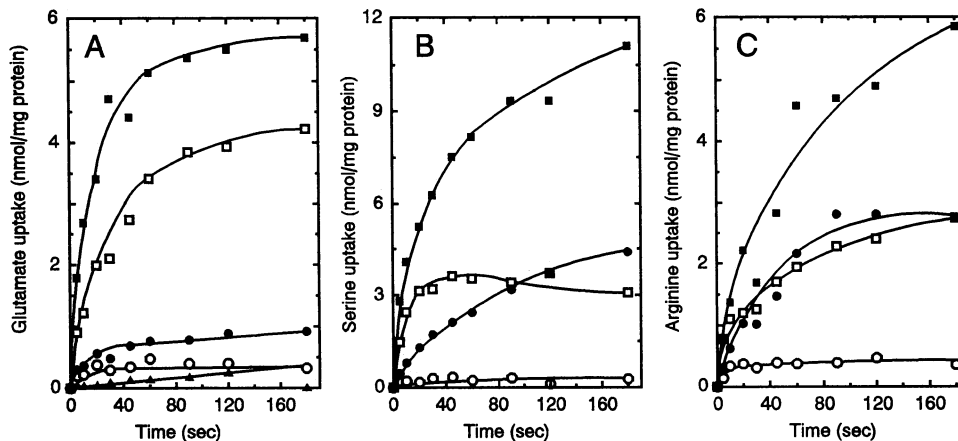 A
Glutamate uptake (nmol/mg protein)
6
4
2
0
0 40 80 120 160
Time (sec)
B
Serine uptake (nmol/mg protein)
12
9
6
3
0
0 40 80 120 160
Time (sec)
C
Arginine uptake (nmol/mg protein)
6
4
2
0
0 40 80 120 160
Time (sec)